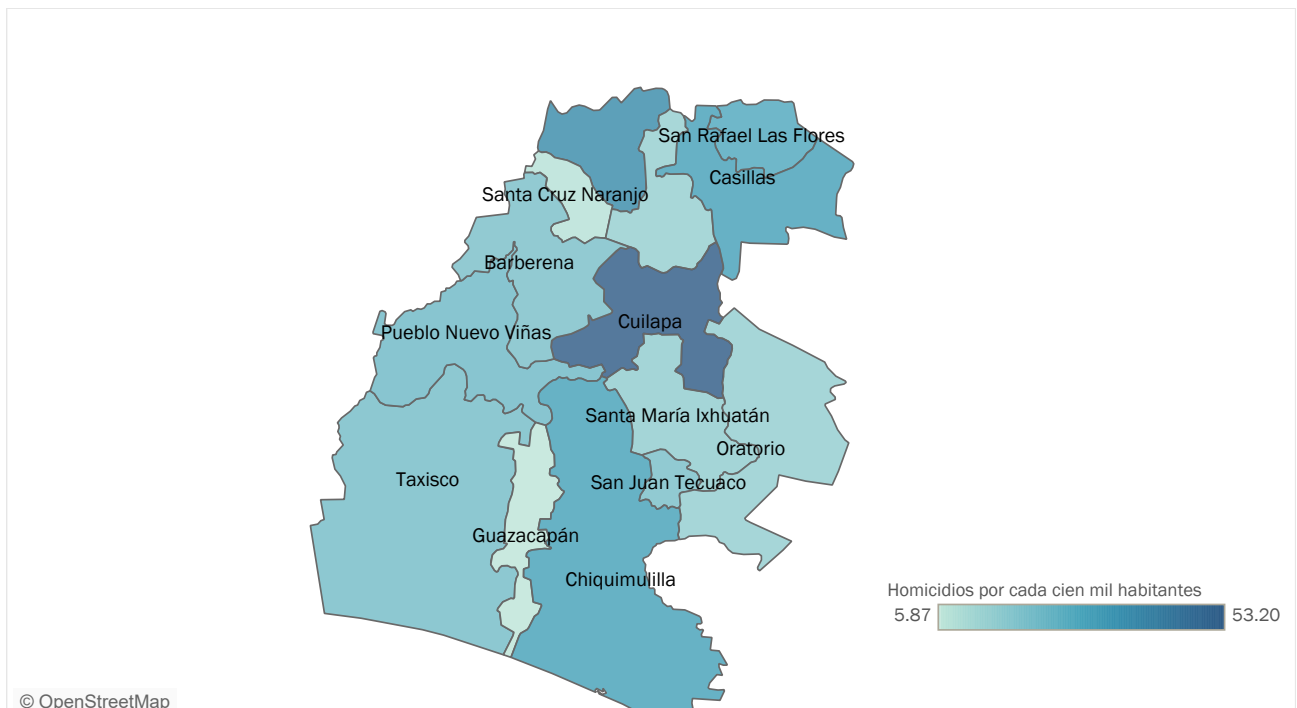 San Rafael Las Flores
Casillas
Santa Cruz Naranjo
Barberena
Cuilapa
Pueblo Nuevo Viñas
Santa María Ixhuatán
Oratorio
Taxisco
San Juan Tecuaco
Guazacapán
Chiquimulilla
Homicidios por cada cien mil habitantes
5.87 53.20
© OpenStreetMap